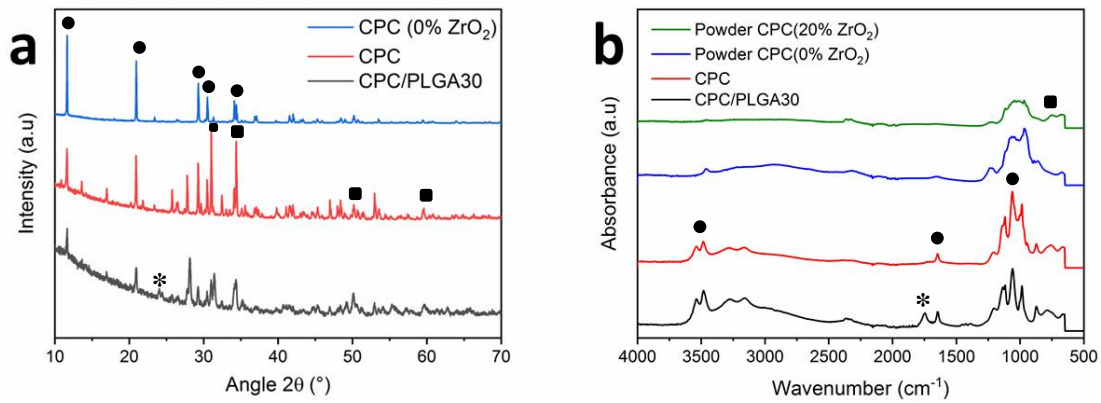 a
CPC (0% ZrO₂)
CPC
CPC/PLGA30
*
Intensity (a.u)
10 20 30 40 50 60 70
Angle 2θ (°)
b
Powder CPC(20% ZrO₂)
Powder CPC(0% ZrO₂)
CPC
CPC/PLGA30
*
Absorbance (a.u)
4000 3500 3000 2500 2000 1500 1000 500
Wavenumber (cm⁻¹)